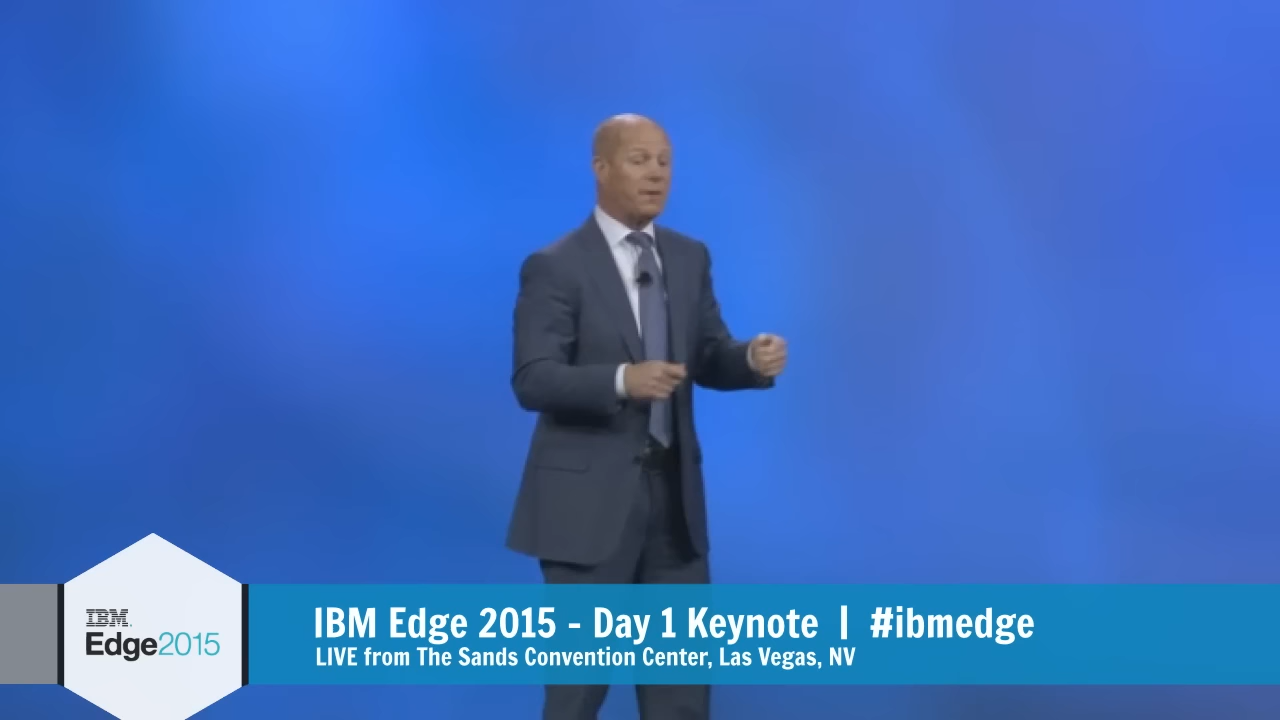 IBM Edge 2015 - Day 1 Keynote | #ibmedge
LIVE from The Sands Convention Center, Las Vegas, NV
IBM.
Edge2015